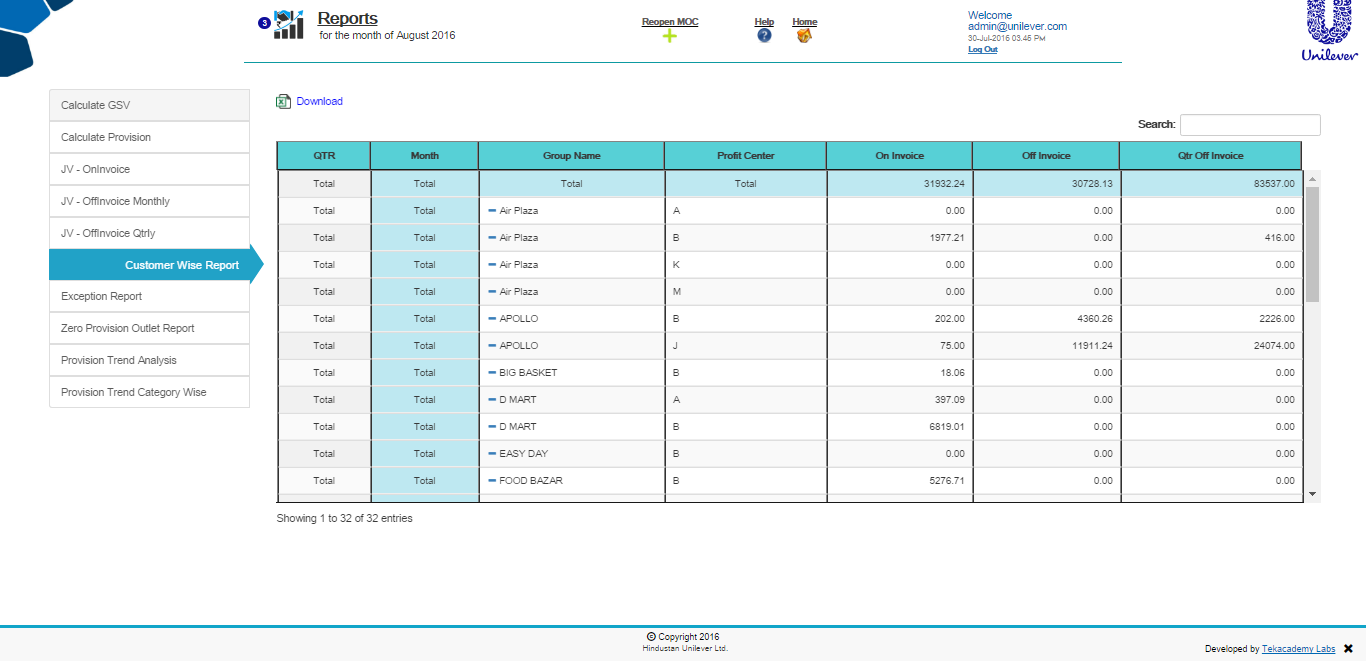 3
Reports
for the month of August 2016
Reopen MOC
Help
?
Home
Welcome
admin@unilever.com
30-Jul-2016 03.45 PM
Log Out
Unilever
Calculate GSV
Calculate Provision
JV - OnInvoice
JV - OffInvoice Monthly
JV - OffInvoice Qtrly
Customer Wise Report
Exception Report
Zero Provision Outlet Report
Provision Trend Analysis
Provision Trend Category Wise
Download
Search:
QTR Month Group Name Profit Center On Invoice Off Invoice Qtr Off Invoice
Total Total Total Total 31932.24 30728.13 83537.00
Total Total Air Plaza A 0.00 0.00 0.00
Total Total Air Plaza B 1977.21 0.00 416.00
Total Total Air Plaza K 0.00 0.00 0.00
Total Total Air Plaza M 0.00 0.00 0.00
Total Total APOLLO B 202.00 4360.26 2226.00
Total Total APOLLO J 75.00 11911.24 24074.00
Total Total BIG BASKET B 18.06 0.00 0.00
Total Total D MART A 397.09 0.00 0.00
Total Total D MART B 6819.01 0.00 0.00
Total Total EASY DAY B 0.00 0.00 0.00
Total Total FOOD BAZAR B 5276.71 0.00 0.00
Showing 1 to 32 of 32 entries
© Copyright 2016
Hindustan Unilever Ltd.
Developed by Tekacademy Labs